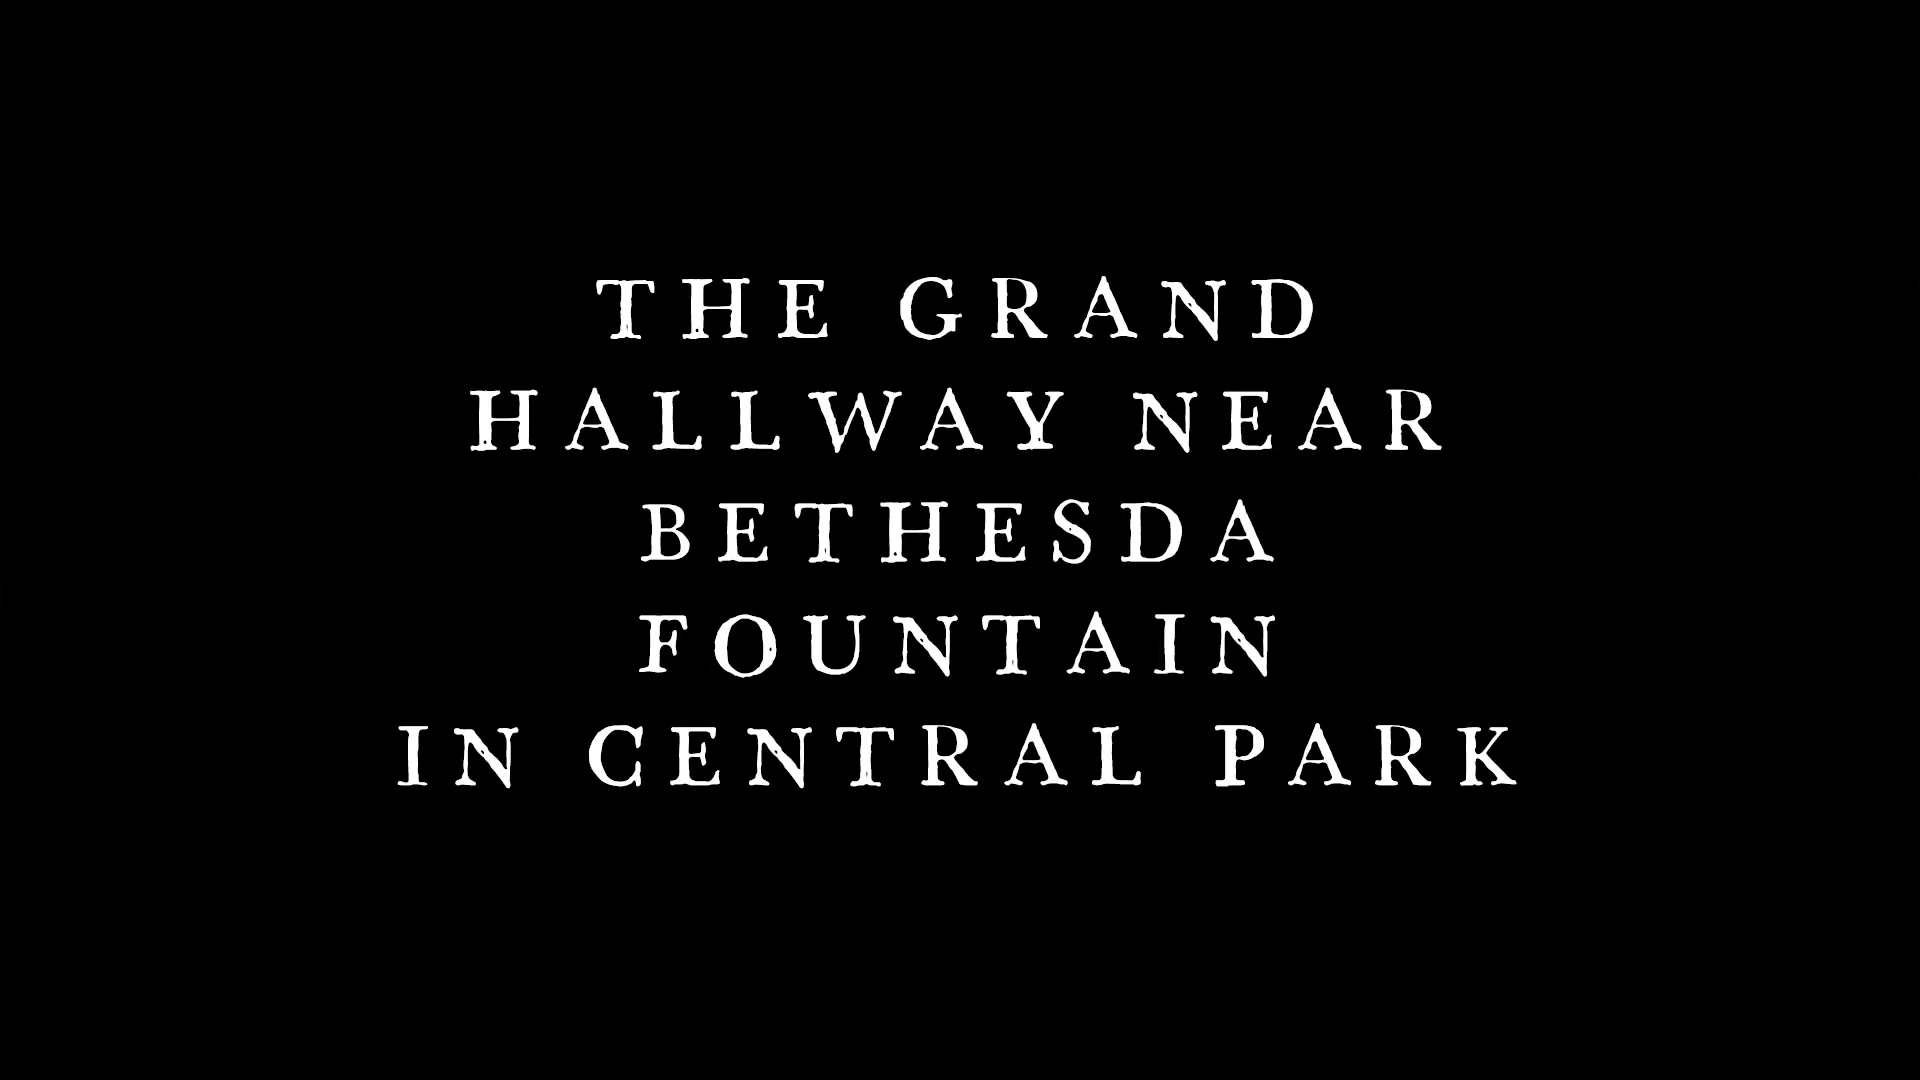 THE GRAND
HALLWAY NEAR
BETHESDA
FOUNTAIN
IN CENTRAL PARK